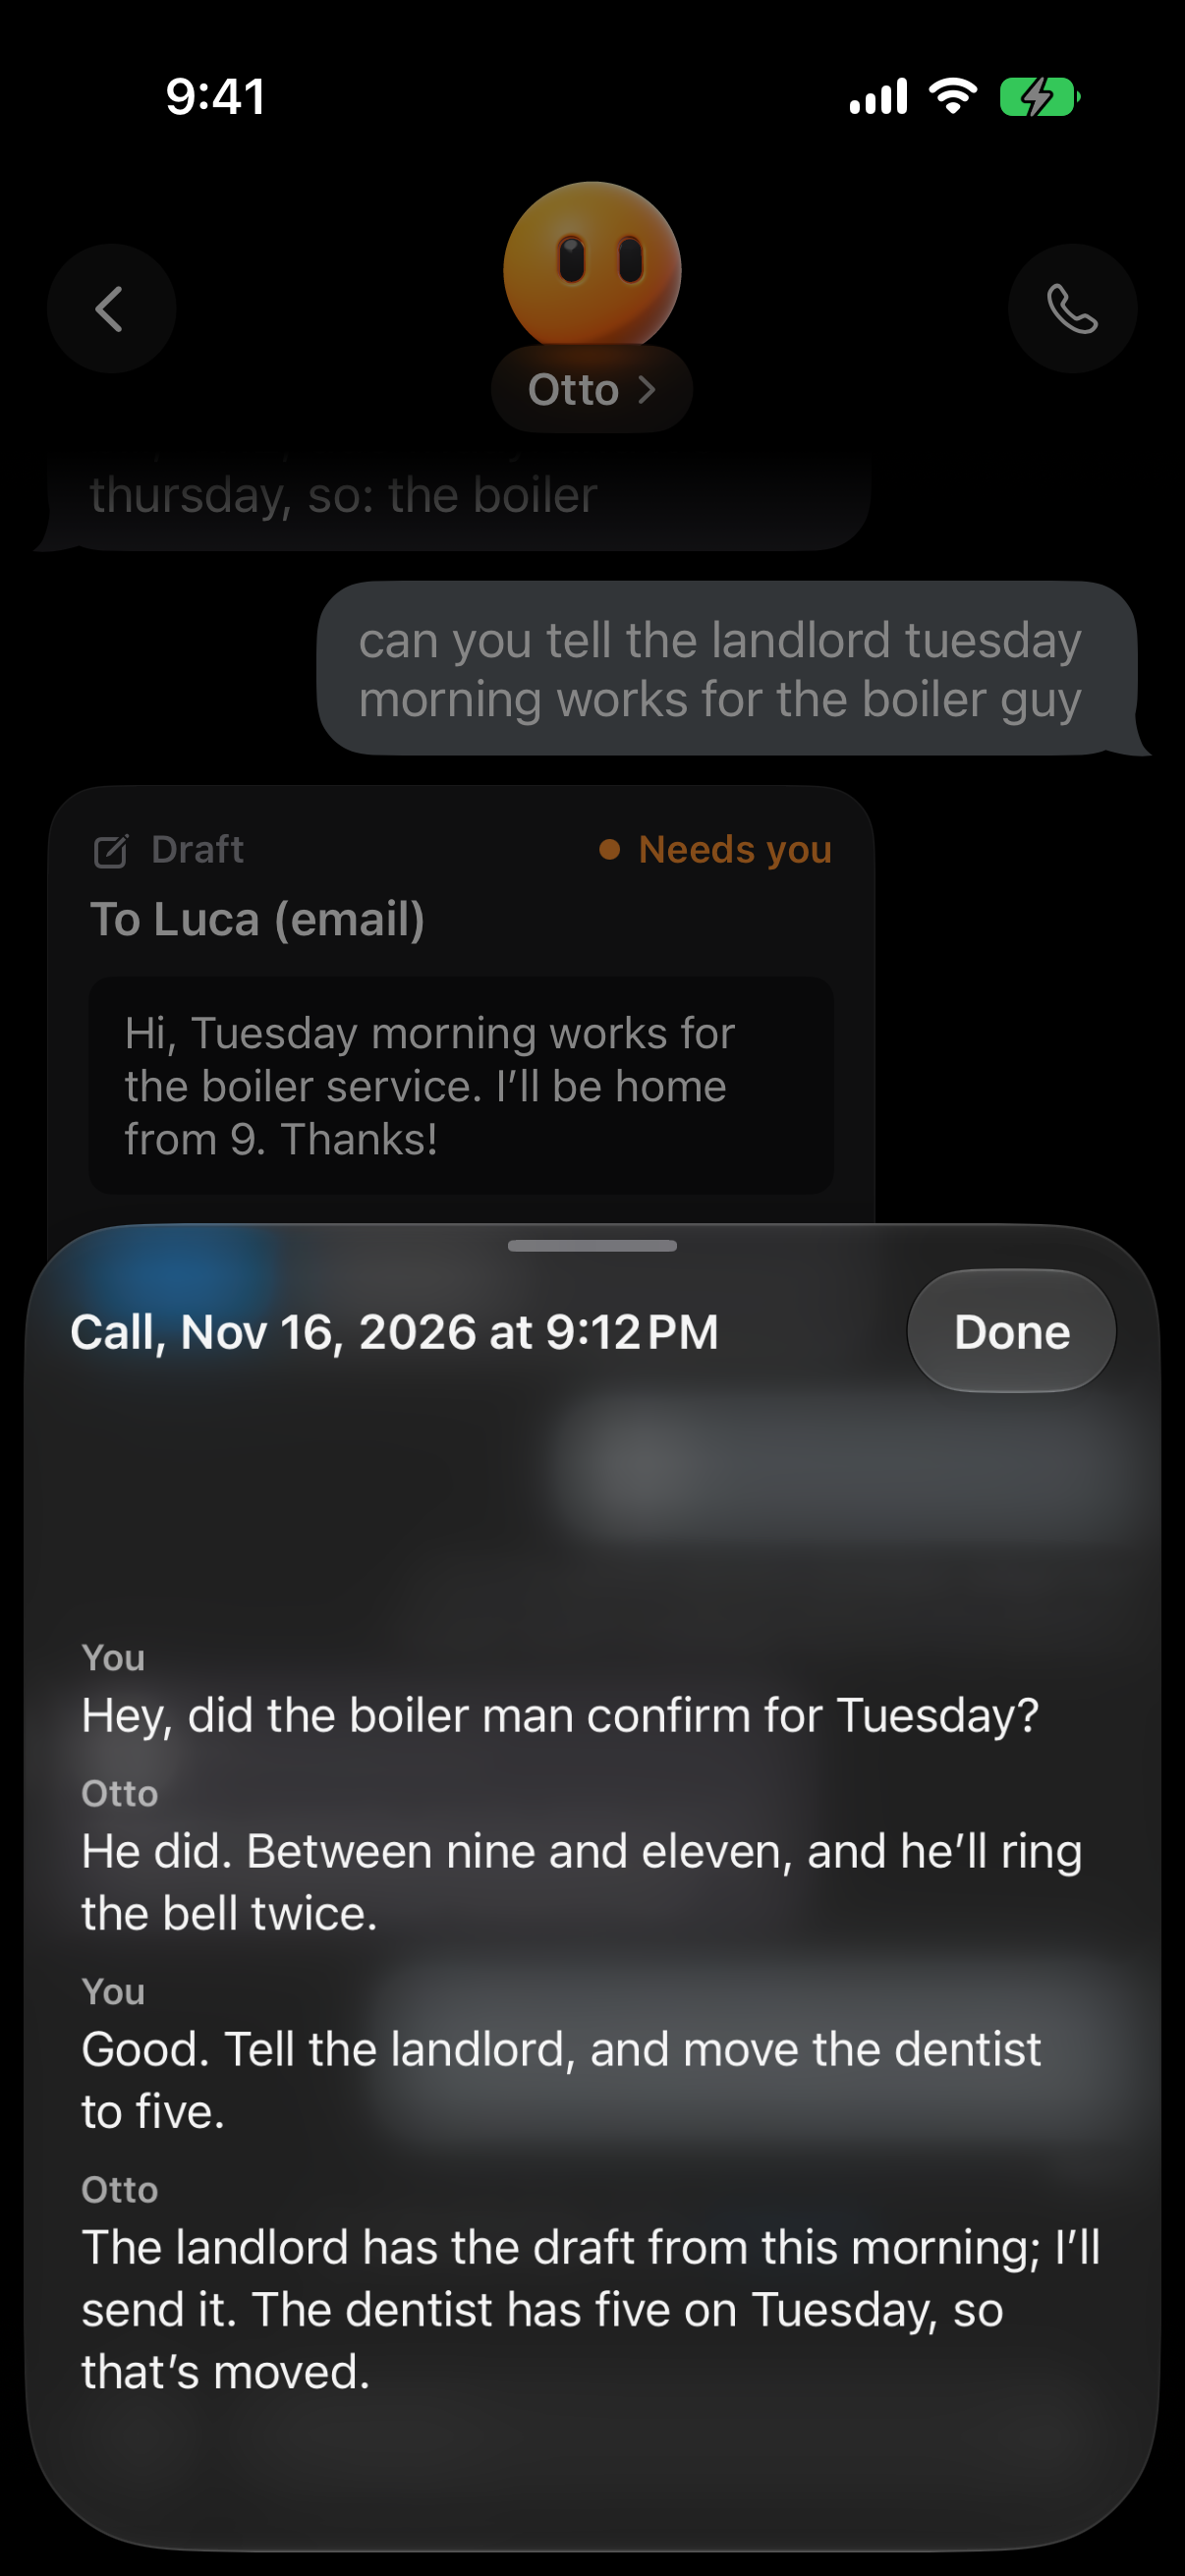 9:41
Otto
thursday, so: the boiler
can you tell the landlord tuesday
morning works for the boiler guy
Draft
Needs you
To Luca (email)
Hi, Tuesday morning works for
the boiler service. I’ll be home
from 9. Thanks!
Call, Nov 16, 2026 at 9:12 PM
Done
You
Hey, did the boiler man confirm for Tuesday?
Otto
He did. Between nine and eleven, and he’ll ring
the bell twice.
You
Good. Tell the landlord, and move the dentist
to five.
Otto
The landlord has the draft from this morning; I’ll
send it. The dentist has five on Tuesday, so
that’s moved.